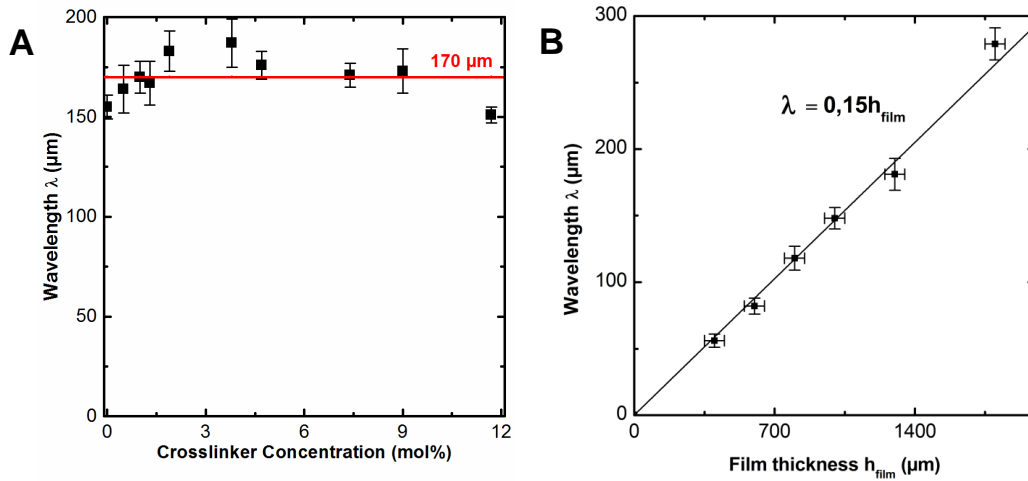 A
200
150
100
50
0
Wavelength λ (µm)
170 µm
0
3
6
9
12
Crosslinker Concentration (mol%)
B
300
200
100
0
Wavelength λ (µm)
λ = 0,15h_film
0
700
1400
Film thickness h_film (µm)